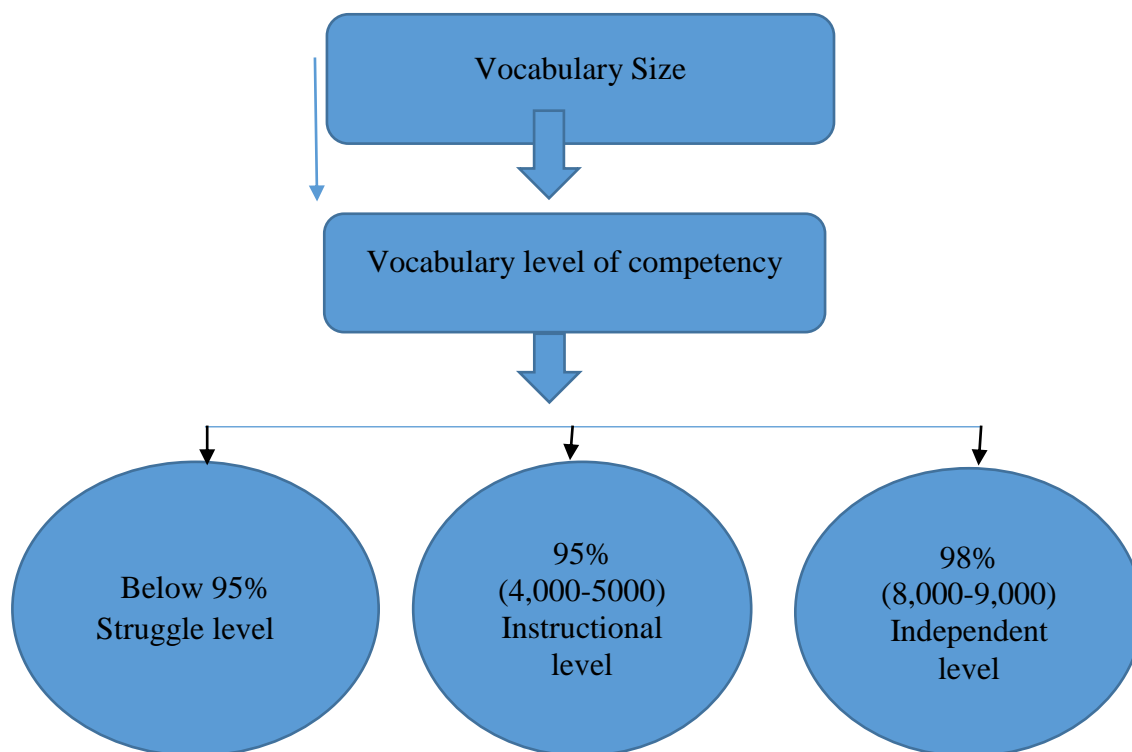 Vocabulary Size
Vocabulary level of competency
Below 95%
Struggle level
95%
(4,000-5000)
Instructional
level
98%
(8,000-9,000)
Independent
level